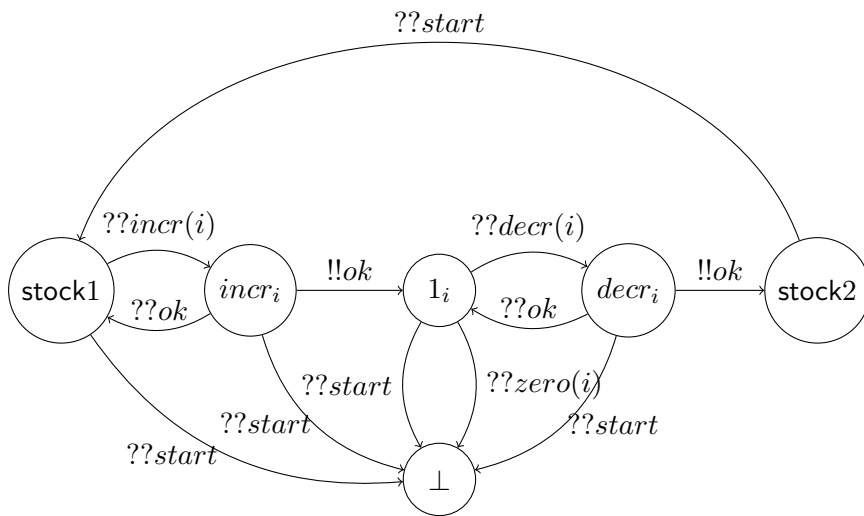 ??start
??incr(i)
??decr(i)
stock1
incr_i
!!ok
1_i
decr_i
!!ok
stock2
??ok
??ok
??start
??zero(i)
??start
??start
??start
⊥